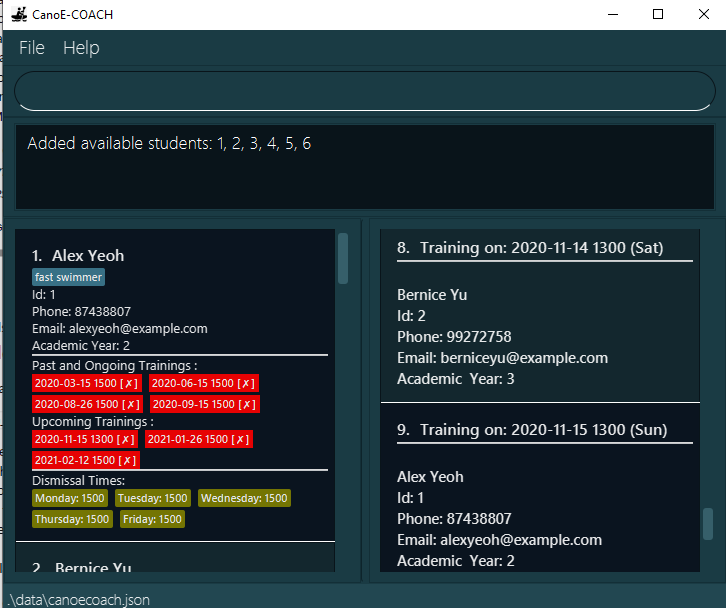 CanoE-COACH
File Help
Added available students: 1, 2, 3, 4, 5, 6
1. Alex Yeoh
fast swimmer
Id: 1
Phone: 87438807
Email: alexyeoh@example.com
Academic Year: 2
Past and Ongoing Trainings :
2020-03-15 1500 [✗] 2020-06-15 1500 [✗]
2020-08-26 1500 [✗] 2020-09-15 1500 [✗]
Upcoming Trainings :
2020-11-15 1300 [✗] 2021-01-26 1500 [✗]
2021-02-12 1500 [✗]
Dismissal Times:
Monday: 1500 Tuesday: 1500 Wednesday: 1500
Thursday: 1500 Friday: 1500
2. Bernice Yu
8. Training on: 2020-11-14 1300 (Sat)
Bernice Yu
Id: 2
Phone: 99272758
Email: berniceyu@example.com
Academic Year: 3
9. Training on: 2020-11-15 1300 (Sun)
Alex Yeoh
Id: 1
Phone: 87438807
Email: alexyeoh@example.com
Academic Year: 2
.\data\canoecoach.json